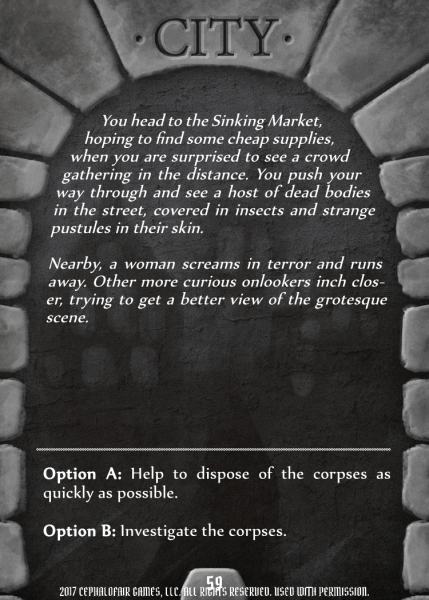 · CITY ·
You head to the Sinking Market,
hoping to find some cheap supplies,
when you are surprised to see a crowd
gathering in the distance. You push your
way through and see a host of dead bodies
in the street, covered in insects and strange
pustules in their skin.
Nearby, a woman screams in terror and runs
away. Other more curious onlookers inch clos-
er, trying to get a better view of the grotesque
scene.
Option A: Help to dispose of the corpses as
quickly as possible.
Option B: Investigate the corpses.
59
2017 CEPHALOFAIR GAMES, LLC. ALL RIGHTS RESERVED. USED WITH PERMISSION.